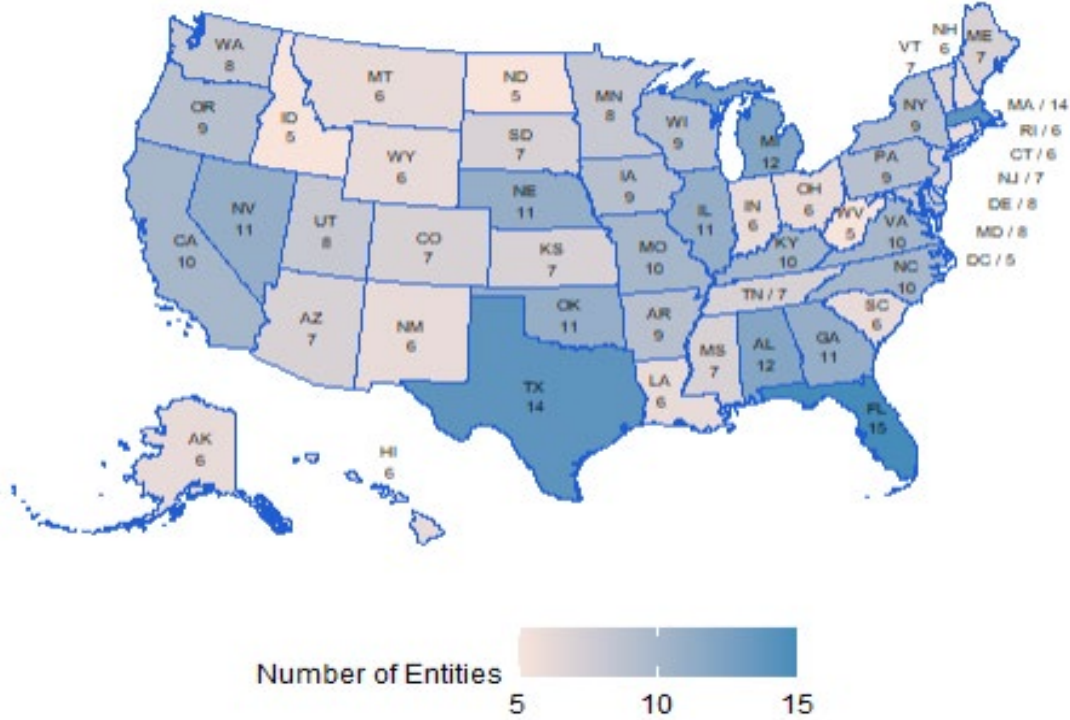 WA
8
OR
9
CA
10
NV
11
ID
5
MT
6
WY
6
UT
8
CO
7
AZ
7
NM
6
ND
5
SD
7
NE
11
KS
7
OK
11
TX
14
MN
8
IA
9
MO
10
AR
9
LA
6
WI
9
IL
11
MI
12
IN
6
OH
6
KY
10
TN / 7
MS
7
AL
12
GA
11
FL
15
SC
6
NC
10
VA
10
WV
5
PA
9
NY
9
VT
7
NH
6
ME
7
MA / 14
RI / 6
CT / 6
NJ / 7
DE / 8
MD / 8
DC / 5
AK
6
HI
6
Number of Entities
5 10 15